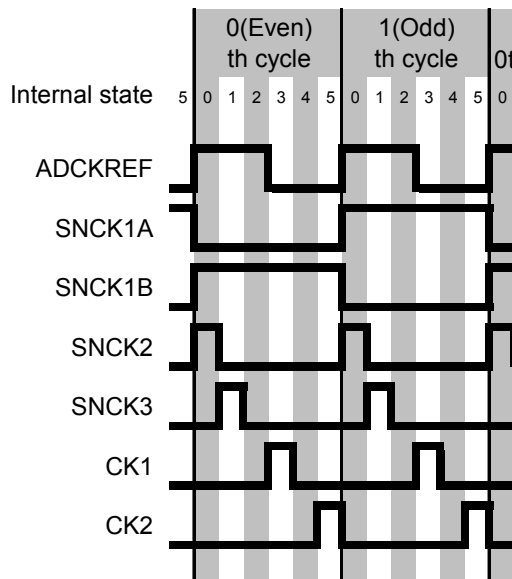 0(Even) 1(Odd)
th cycle th cycle 0t
Internal state 5 0 1 2 3 4 5 0 1 2 3 4 5 0
ADCKREF
SNCK1A
SNCK1B
SNCK2
SNCK3
CK1
CK2